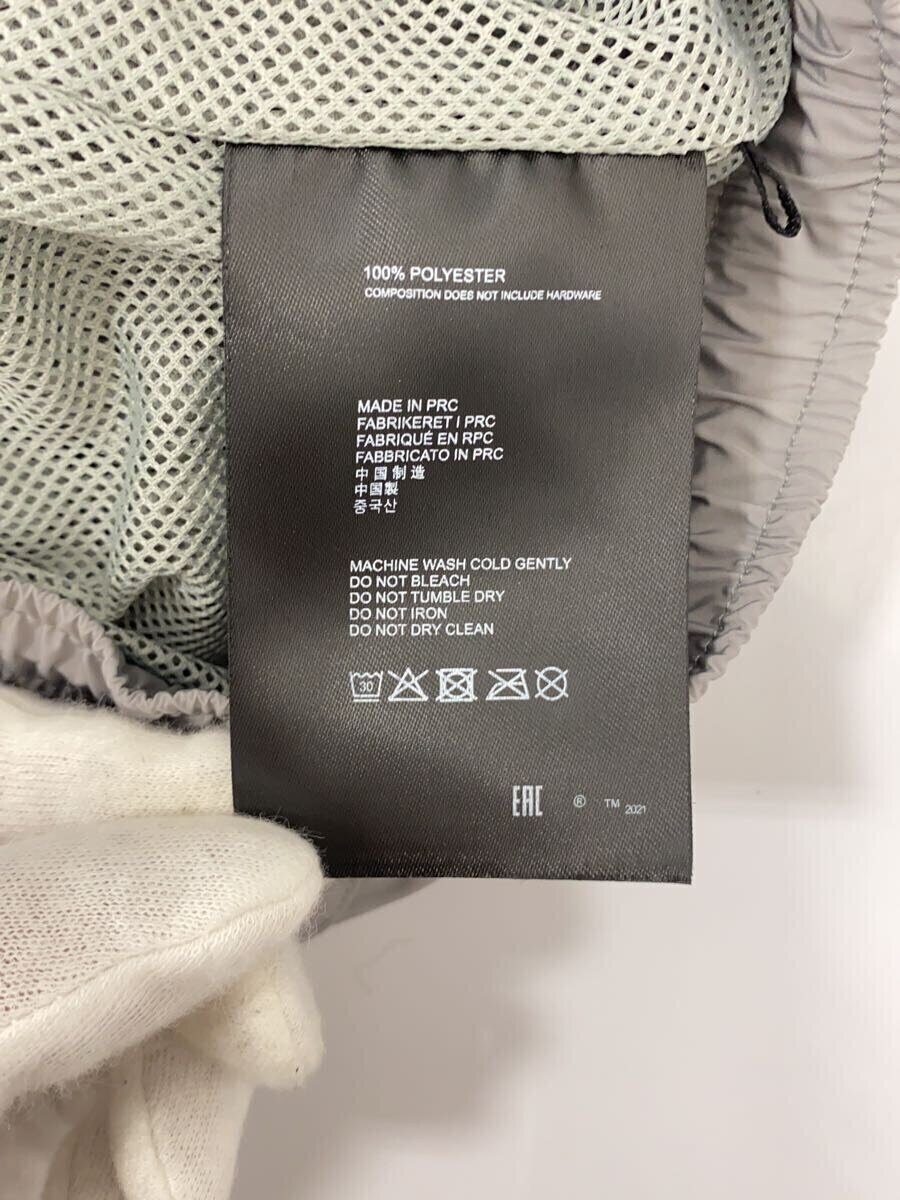 100% POLYESTER
COMPOSITION DOES NOT INCLUDE HARDWARE
MADE IN PRC
FABRIKERET I PRC
FABRIQUÉ EN RPC
FABBRICATO IN PRC
中国制造
中国製
중국산
MACHINE WASH COLD GENTLY
DO NOT BLEACH
DO NOT TUMBLE DRY
DO NOT IRON
DO NOT DRY CLEAN
30
EAC ® ™ 2021